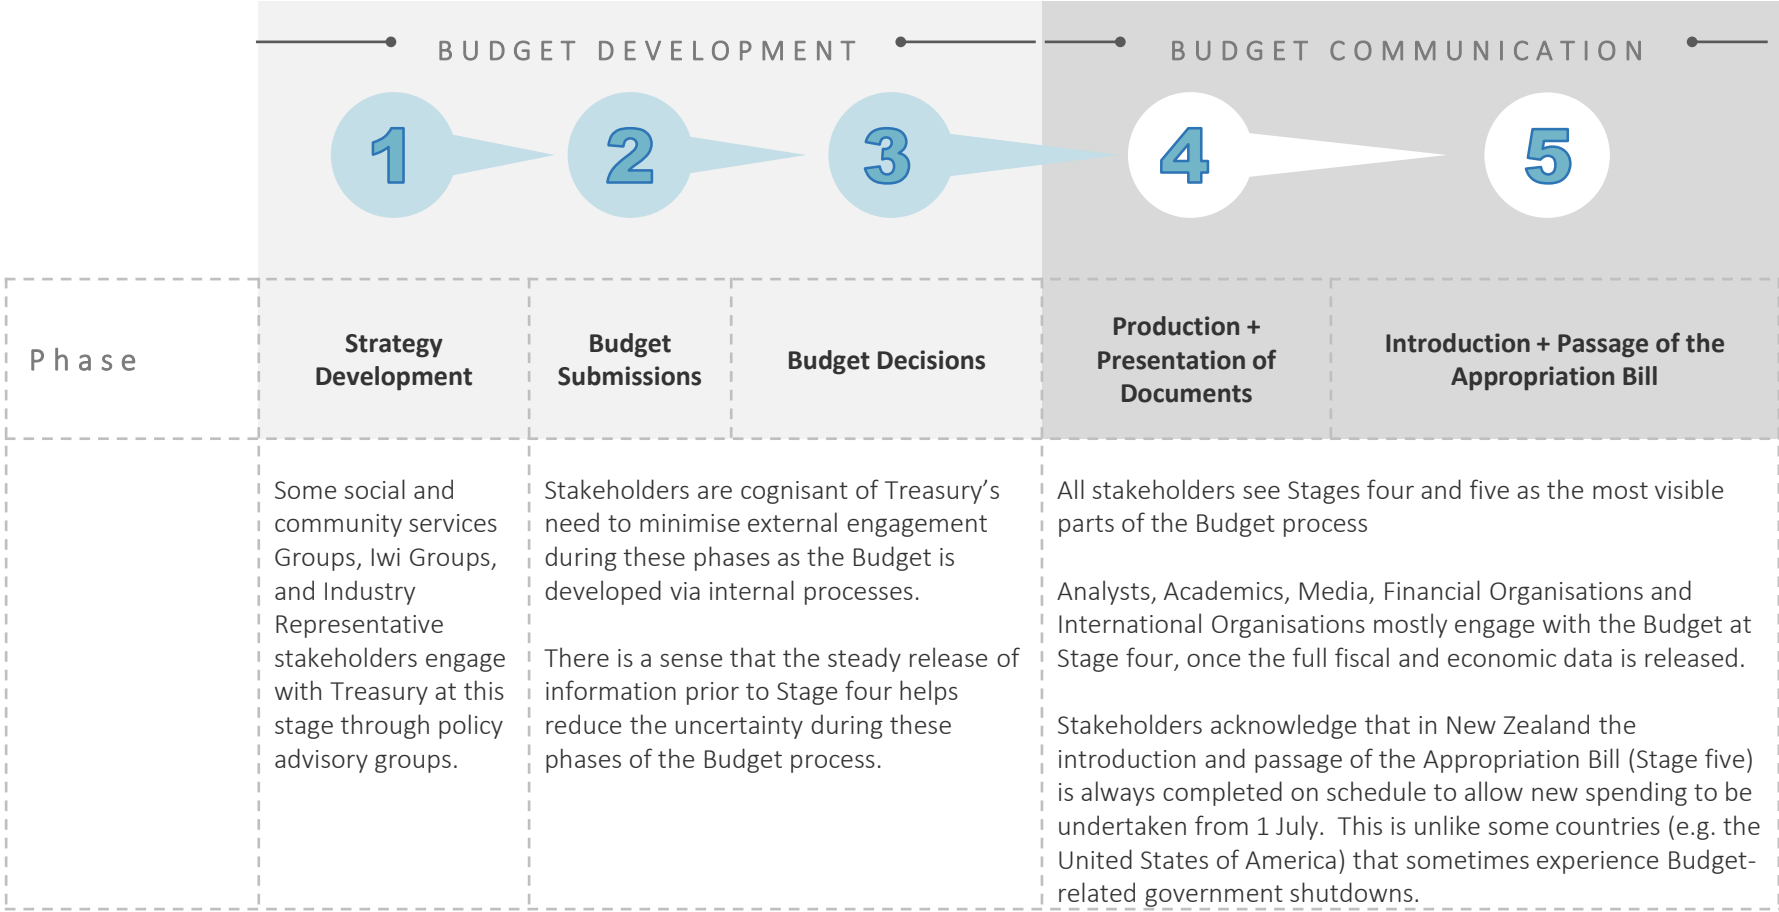 BUDGET DEVELOPMENT
BUDGET COMMUNICATION
1
2
3
4
5
Phase
Strategy
Development
Budget
Submissions
Budget Decisions
Production +
Presentation of
Documents
Introduction + Passage of the
Appropriation Bill
Some social and
community services
Groups, Iwi Groups,
and Industry
Representative
stakeholders engage
with Treasury at this
stage through policy
advisory groups.
Stakeholders are cognisant of Treasury’s
need to minimise external engagement
during these phases as the Budget is
developed via internal processes.
There is a sense that the steady release of
information prior to Stage four helps
reduce the uncertainty during these
phases of the Budget process.
All stakeholders see Stages four and five as the most visible
parts of the Budget process
Analysts, Academics, Media, Financial Organisations and
International Organisations mostly engage with the Budget at
Stage four, once the full fiscal and economic data is released.
Stakeholders acknowledge that in New Zealand the
introduction and passage of the Appropriation Bill (Stage five)
is always completed on schedule to allow new spending to be
undertaken from 1 July.  This is unlike some countries (e.g. the
United States of America) that sometimes experience Budget-
related government shutdowns.